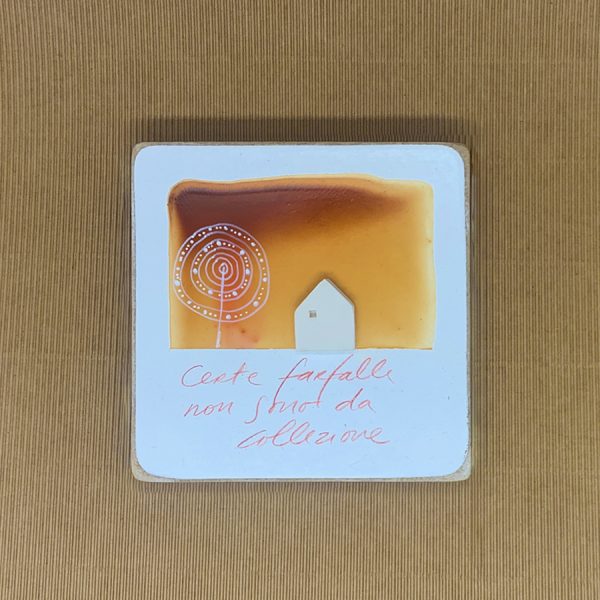 Certe farfalle
non sono da
collezione